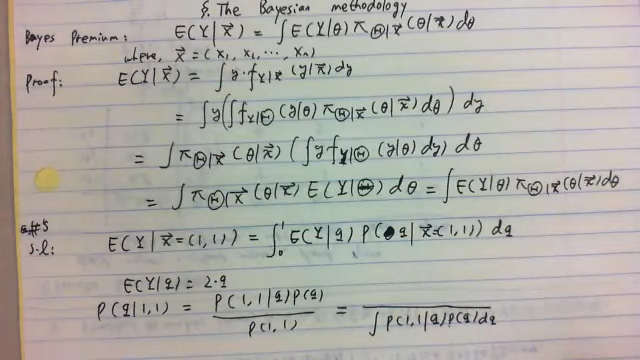 §. The Bayesian methodology
Bayes Premium: E(Y|x⃗) = ∫ E(Y|θ) π_{Θ|x⃗}(θ|x⃗) dθ
where, x⃗ = (x₁, x₁, ..., xₙ)
Proof: E(Y|x⃗) = ∫ y · f_{Y|x}(y|x⃗) dy
= ∫ y (∫ f_{Y|Θ}(y|θ) π_{Θ|x⃗}(θ|x⃗) dθ) dy
= ∫ π_{Θ|x⃗}(θ|x⃗) (∫ y f_{Y|Θ}(y|θ) dy) dθ
= ∫ π_{Θ|x⃗}(θ|x⃗) E(Y|Θ) dθ = ∫ E(Y|θ) π_{Θ|x⃗}(θ|x⃗) dθ
#5
s-l: E(Y|x⃗=(1,1)) = ∫₀¹ E(Y|q) P(q|x⃗=(1,1)) dq
E(Y|q) = 2·q
P(q|1,1) = P(1,1|q)P(q) / P(1,1) = / ∫ P(1,1|q)P(q)dq